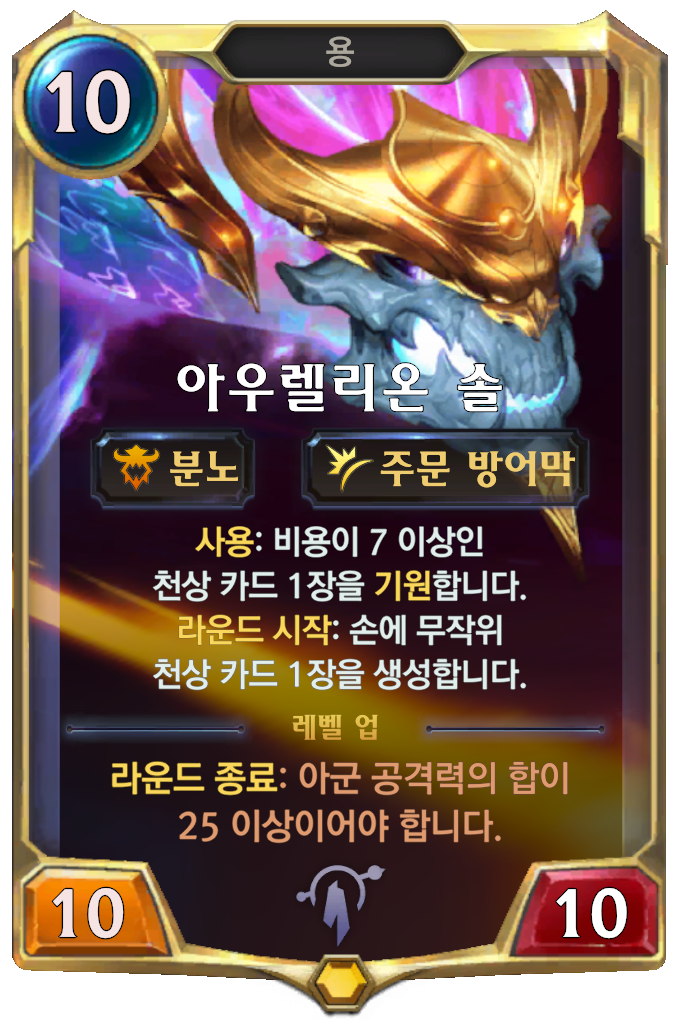 용
10
아우렐리온 솔
분노 주문 방어막
사용: 비용이 7 이상인
천상 카드 1장을 기원합니다.
라운드 시작: 손에 무작위
천상 카드 1장을 생성합니다.
레벨 업
라운드 종료: 아군 공격력의 합이
25 이상이어야 합니다.
10 10